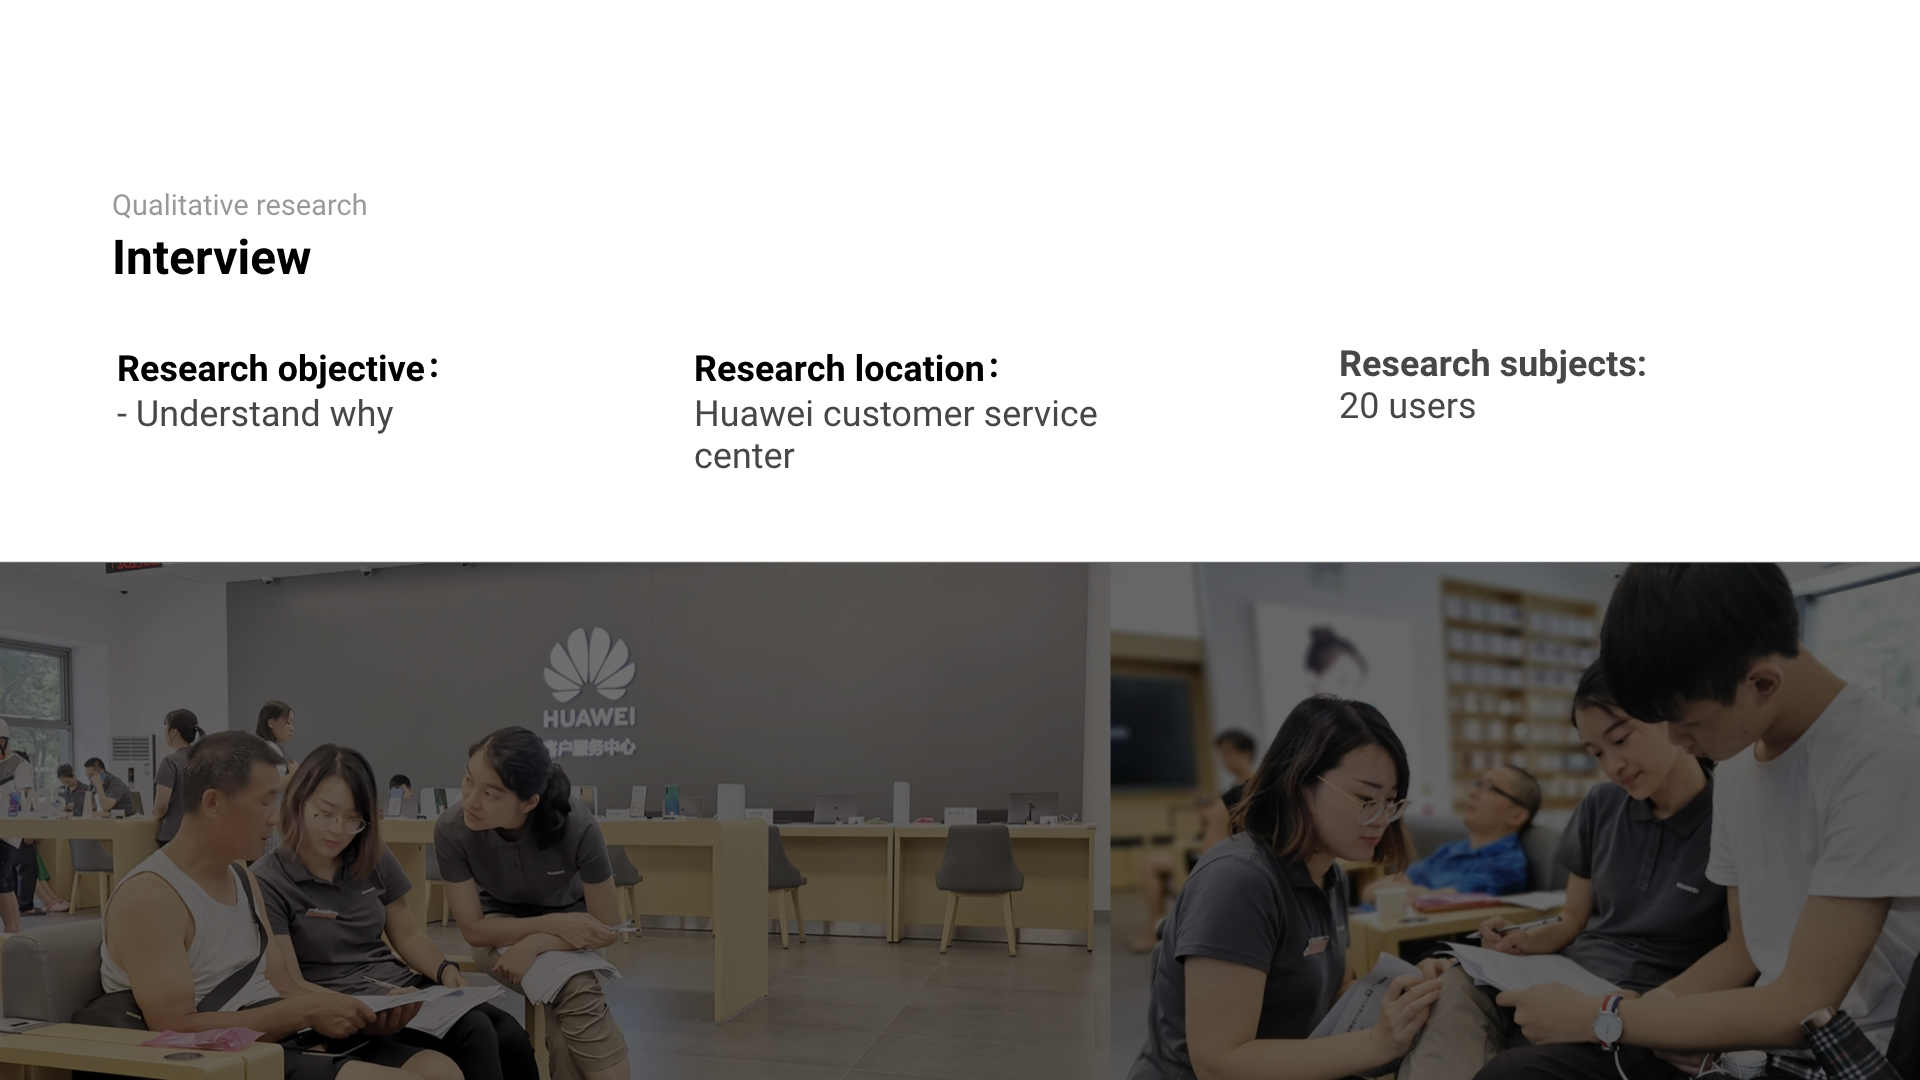 Qualitative research
Interview
Research objective：
- Understand why
Research location：
Huawei customer service
center
Research subjects:
20 users
HUAWEI
客户服务中心
HUAWEI